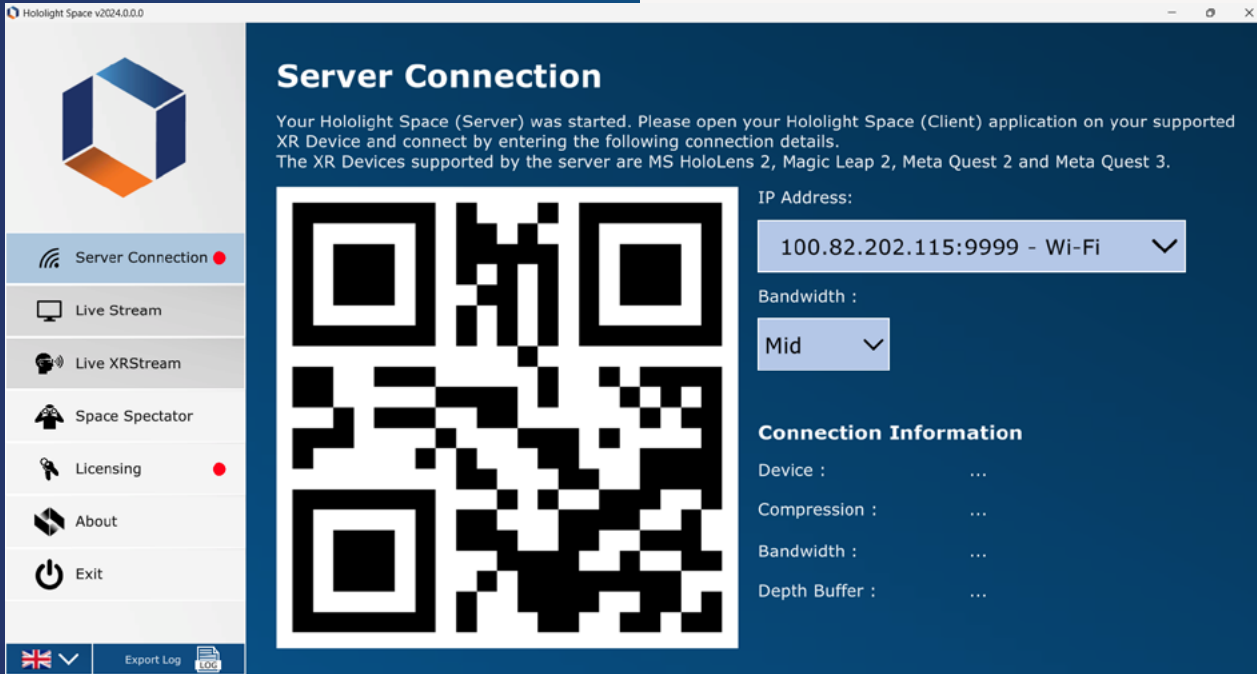 Hololight Space v2024.0.0.0
Server Connection
Your Hololight Space (Server) was started. Please open your Hololight Space (Client) application on your supported
XR Device and connect by entering the following connection details.
The XR Devices supported by the server are MS HoloLens 2, Magic Leap 2, Meta Quest 2 and Meta Quest 3.
Server Connection
Live Stream
Live XRStream
Space Spectator
Licensing
About
Exit
Export Log
LOG
IP Address:
100.82.202.115:9999 - Wi-Fi
Bandwidth :
Mid
Connection Information
Device : ...
Compression : ...
Bandwidth : ...
Depth Buffer : ...